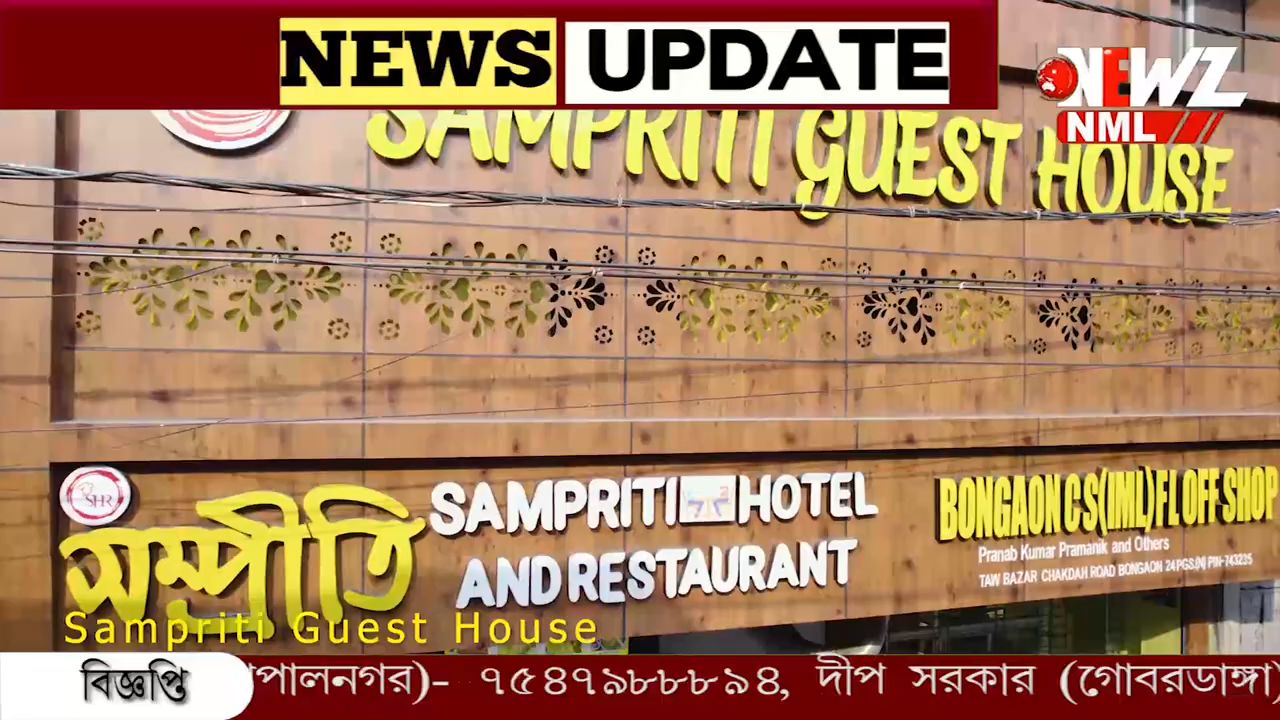 NEWS UPDATE
NEWZ
NML
SAMPRITI GUEST HOUSE
SHR
সম্প্রীতি
SAMPRITI HOTEL
AND RESTAURANT
BONGAON C S (IML) F L OFF SHOP
Pranab Kumar Pramanik and Others
TAW BAZAR CHAKDAH ROAD BONGAON 24PGS.(N) PIN-743235
Sampriti Guest House
বিজ্ঞপ্তি
পালনগর)- ৭৫৪৭৯৮৮৮৯৪, দীপ সরকার (গোবরডাঙ্গা)